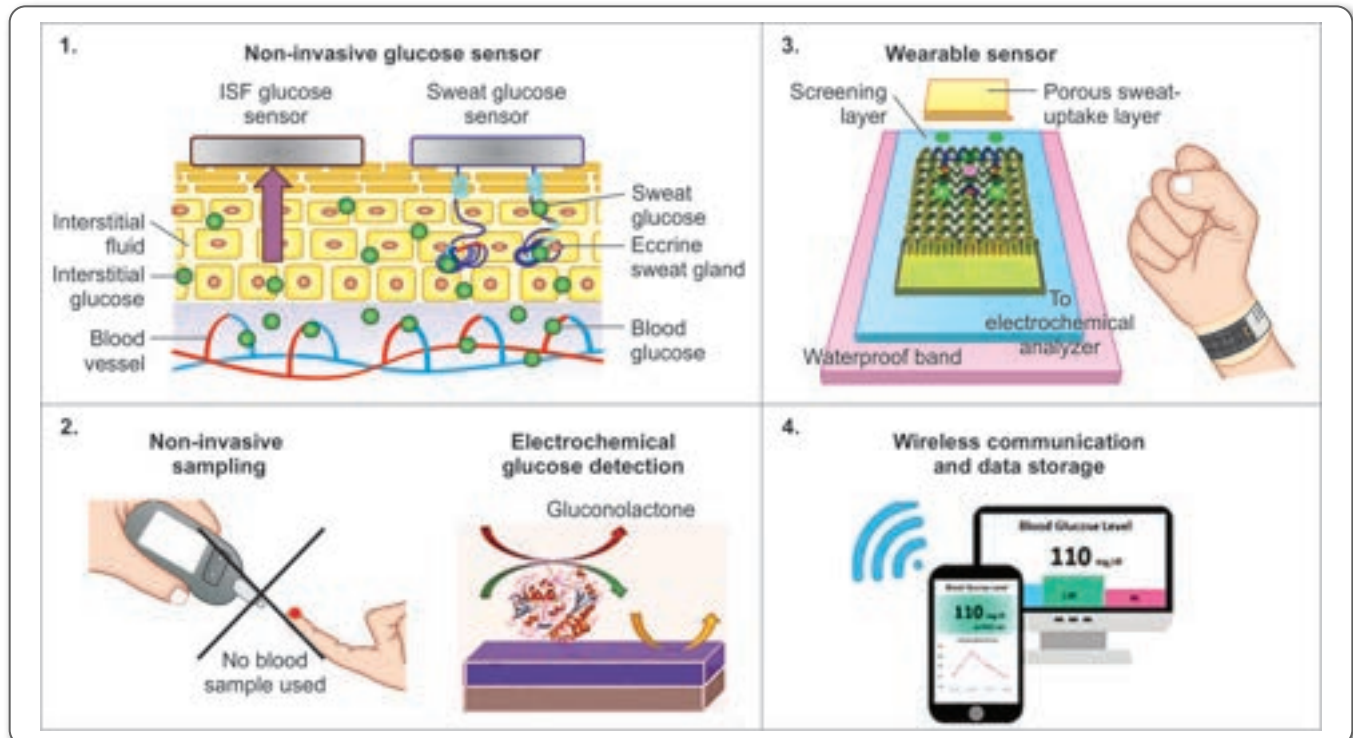 1.
Non-invasive glucose sensor
ISF glucose
sensor
Sweat glucose
sensor
Interstitial
fluid
Interstitial
glucose
Blood
vessel
Sweat
glucose
Eccrine
sweat gland
Blood
glucose
3.
Wearable sensor
Screening
layer
Porous sweat-
uptake layer
To
electrochemical
analyzer
Waterproof band
2.
Non-invasive
sampling
No blood
sample used
Electrochemical
glucose detection
Gluconolactone
4.
Wireless communication
and data storage
Blood Glucose Level
110
110